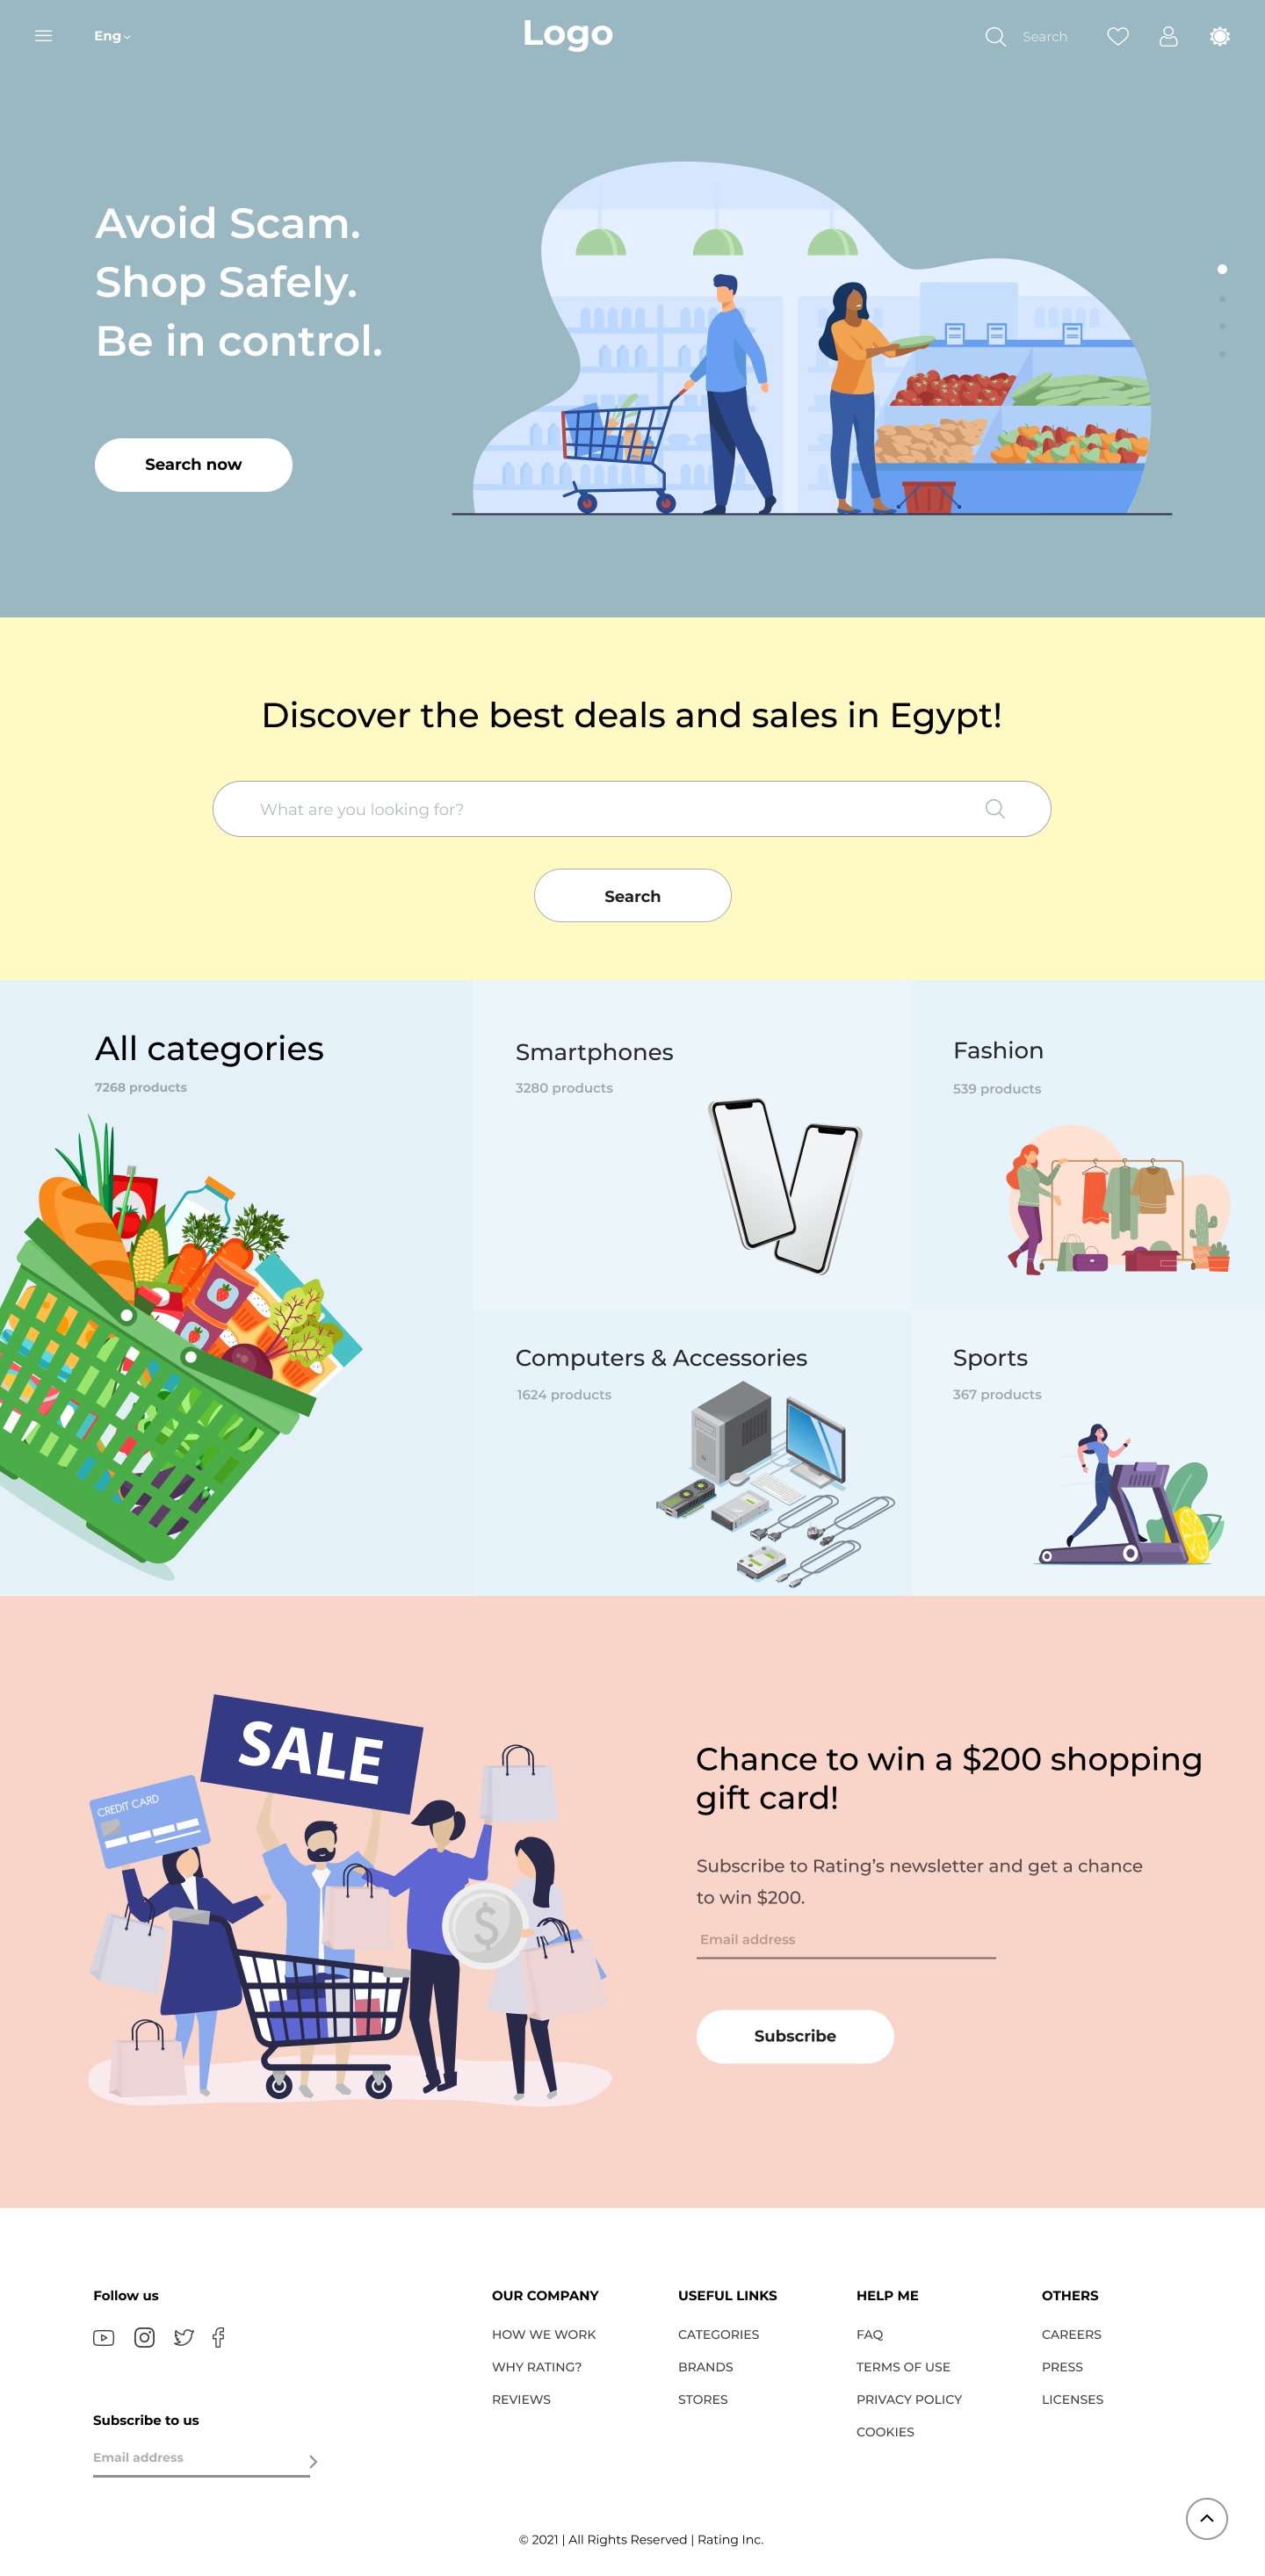 Eng
Logo
Search
Avoid Scam.
Shop Safely.
Be in control.
Search now
Discover the best deals and sales in Egypt!
What are you looking for?
Search
All categories
7268 products
Smartphones
3280 products
Fashion
539 products
Computers & Accessories
1624 products
Sports
367 products
SALE
CREDIT CARD
$
Chance to win a $200 shopping
gift card!
Subscribe to Rating’s newsletter and get a chance
to win $200.
Email address
Subscribe
Follow us
Subscribe to us
Email address
OUR COMPANY
HOW WE WORK
WHY RATING?
REVIEWS
USEFUL LINKS
CATEGORIES
BRANDS
STORES
HELP ME
FAQ
TERMS OF USE
PRIVACY POLICY
COOKIES
OTHERS
CAREERS
PRESS
LICENSES
© 2021 | All Rights Reserved | Rating Inc.